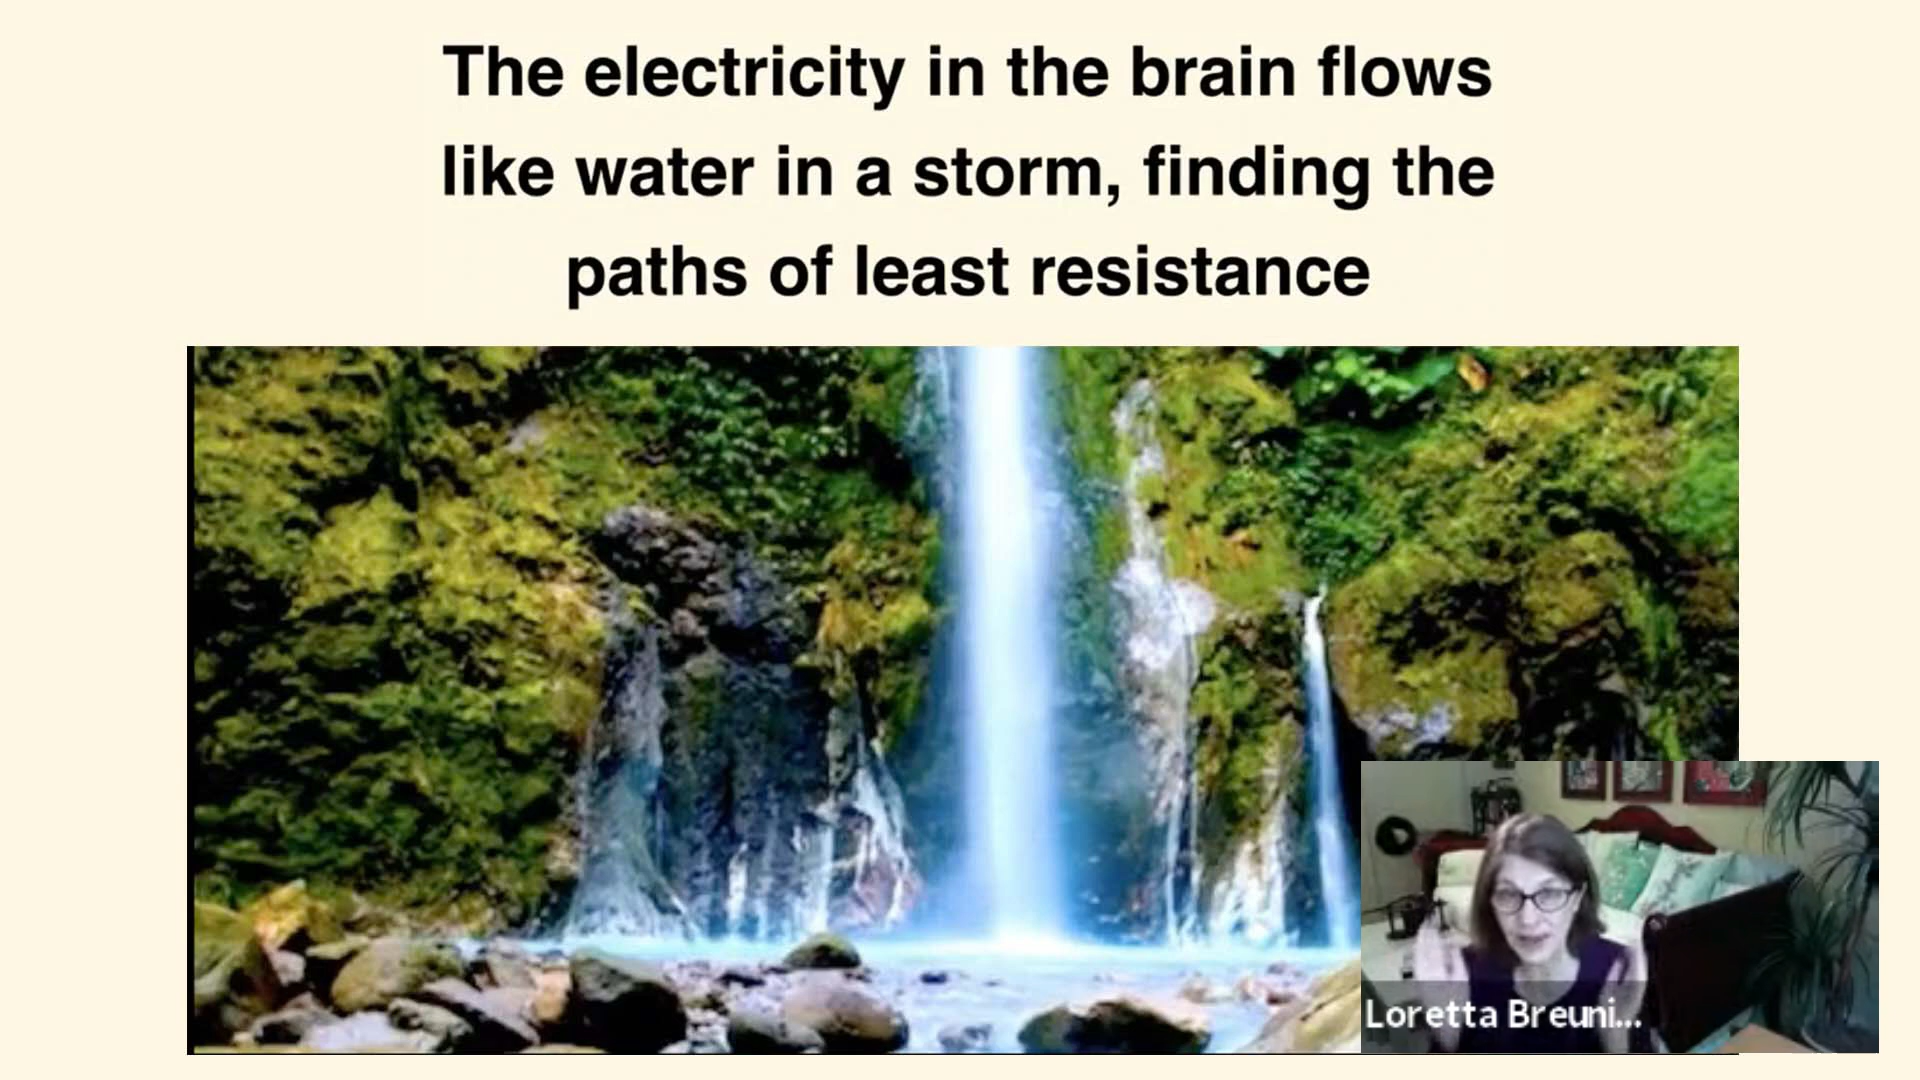 The electricity in the brain flows
like water in a storm, finding the
paths of least resistance
Loretta Breuni...